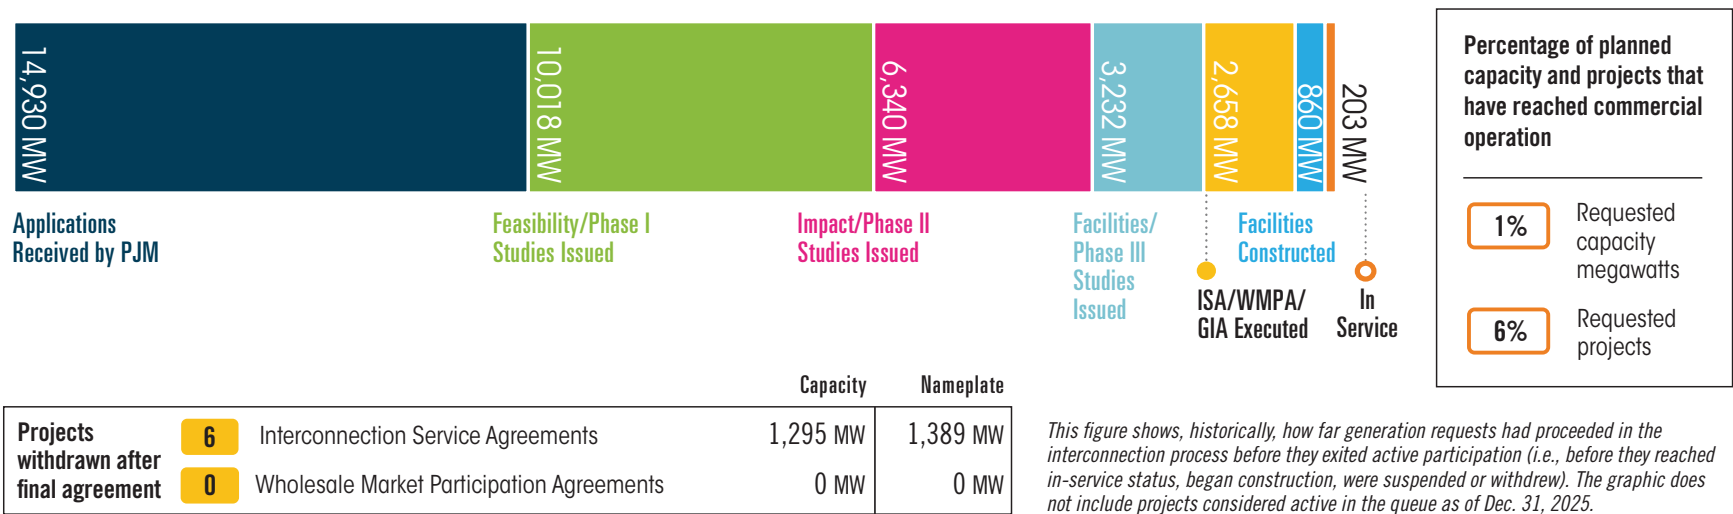 14,930 MW
10,018 MW
6,340 MW
3,232 MW
2,658 MW
860 MW
203 MW
Applications
Received by PJM
Feasibility/Phase I
Studies Issued
Impact/Phase II
Studies Issued
Facilities/
Phase III
Studies
Issued
ISA/WMPA/
GIA Executed
Facilities
Constructed
In
Service
Percentage of planned
capacity and projects that
have reached commercial
operation
1%
Requested
capacity
megawatts
6%
Requested
projects
Capacity Nameplate
Projects
withdrawn after
final agreement
6 Interconnection Service Agreements 1,295 MW 1,389 MW
0 Wholesale Market Participation Agreements 0 MW 0 MW
This figure shows, historically, how far generation requests had proceeded in the
interconnection process before they exited active participation (i.e., before they reached
in-service status, began construction, were suspended or withdrew). The graphic does
not include projects considered active in the queue as of Dec. 31, 2025.